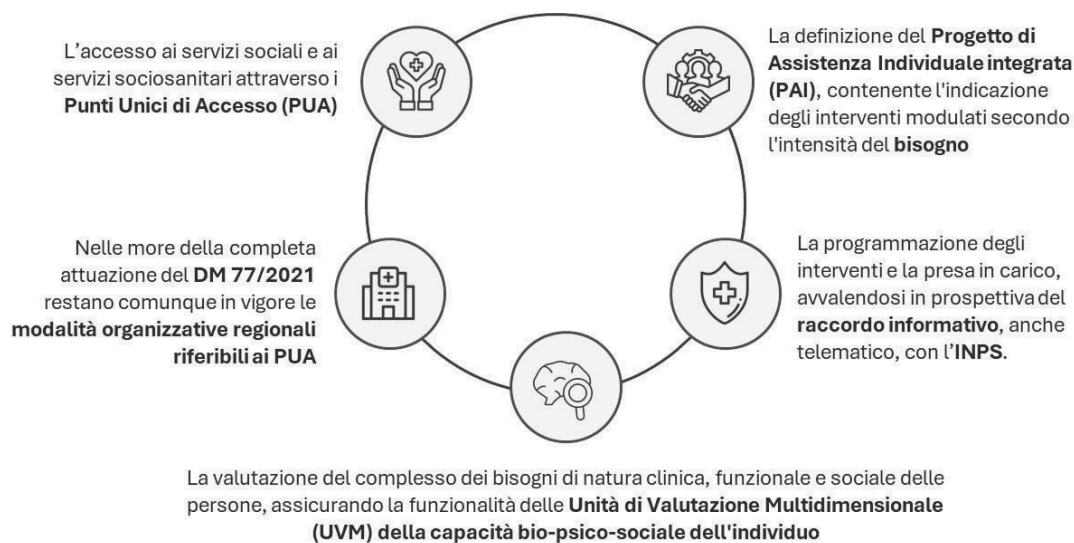 L'accesso ai servizi sociali e ai
servizi sociosanitari attraverso i
Punti Unici di Accesso (PUA)
La definizione del Progetto di
Assistenza Individuale integrata
(PAI), contenente l'indicazione
degli interventi modulati secondo
l'intensità del bisogno
Nelle more della completa
attuazione del DM 77/2021
restano comunque in vigore le
modalità organizzative regionali
riferibili ai PUA
La programmazione degli
interventi e la presa in carico,
avvalendosi in prospettiva del
raccordo informativo, anche
telematico, con l'INPS.
La valutazione del complesso dei bisogni di natura clinica, funzionale e sociale delle
persone, assicurando la funzionalità delle Unità di Valutazione Multidimensionale
(UVM) della capacità bio-psico-sociale dell'individuo